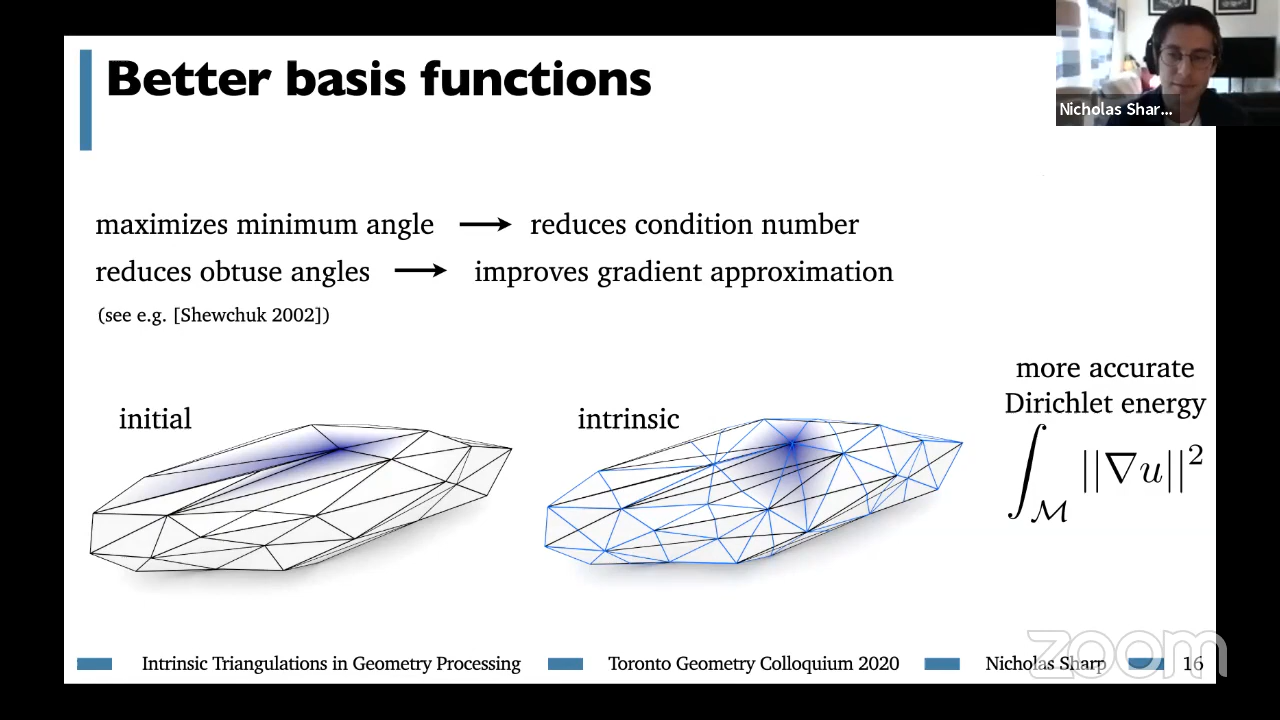 Better basis functions
Nicholas Shar...
maximizes minimum angle → reduces condition number
reduces obtuse angles → improves gradient approximation
(see e.g. [Shewchuk 2002])
more accurate
Dirichlet energy
initial
intrinsic
∫_ℳ ||∇u||²
zoom
Intrinsic Triangulations in Geometry Processing
Toronto Geometry Colloquium 2020
Nicholas Sharp
16